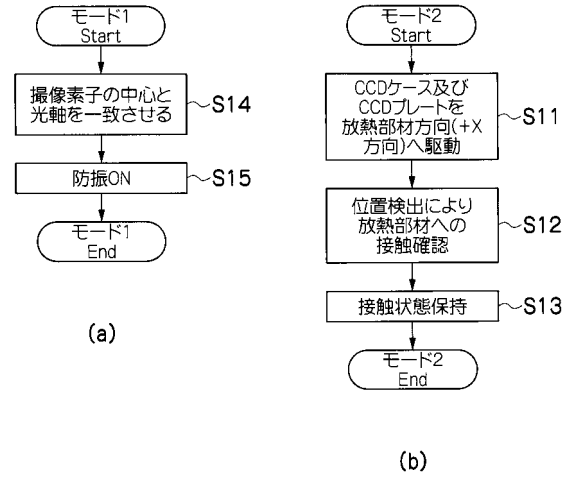 モード1
Start
撮像素子の中心と
光軸を一致させる
S14
防振ON
S15
モード1
End
(a)
モード2
Start
CCDケース及び
CCDプレートを
放熱部材方向(+X
方向)へ駆動
S11
位置検出により
放熱部材への
接触確認
S12
接触状態保持
S13
モード2
End
(b)